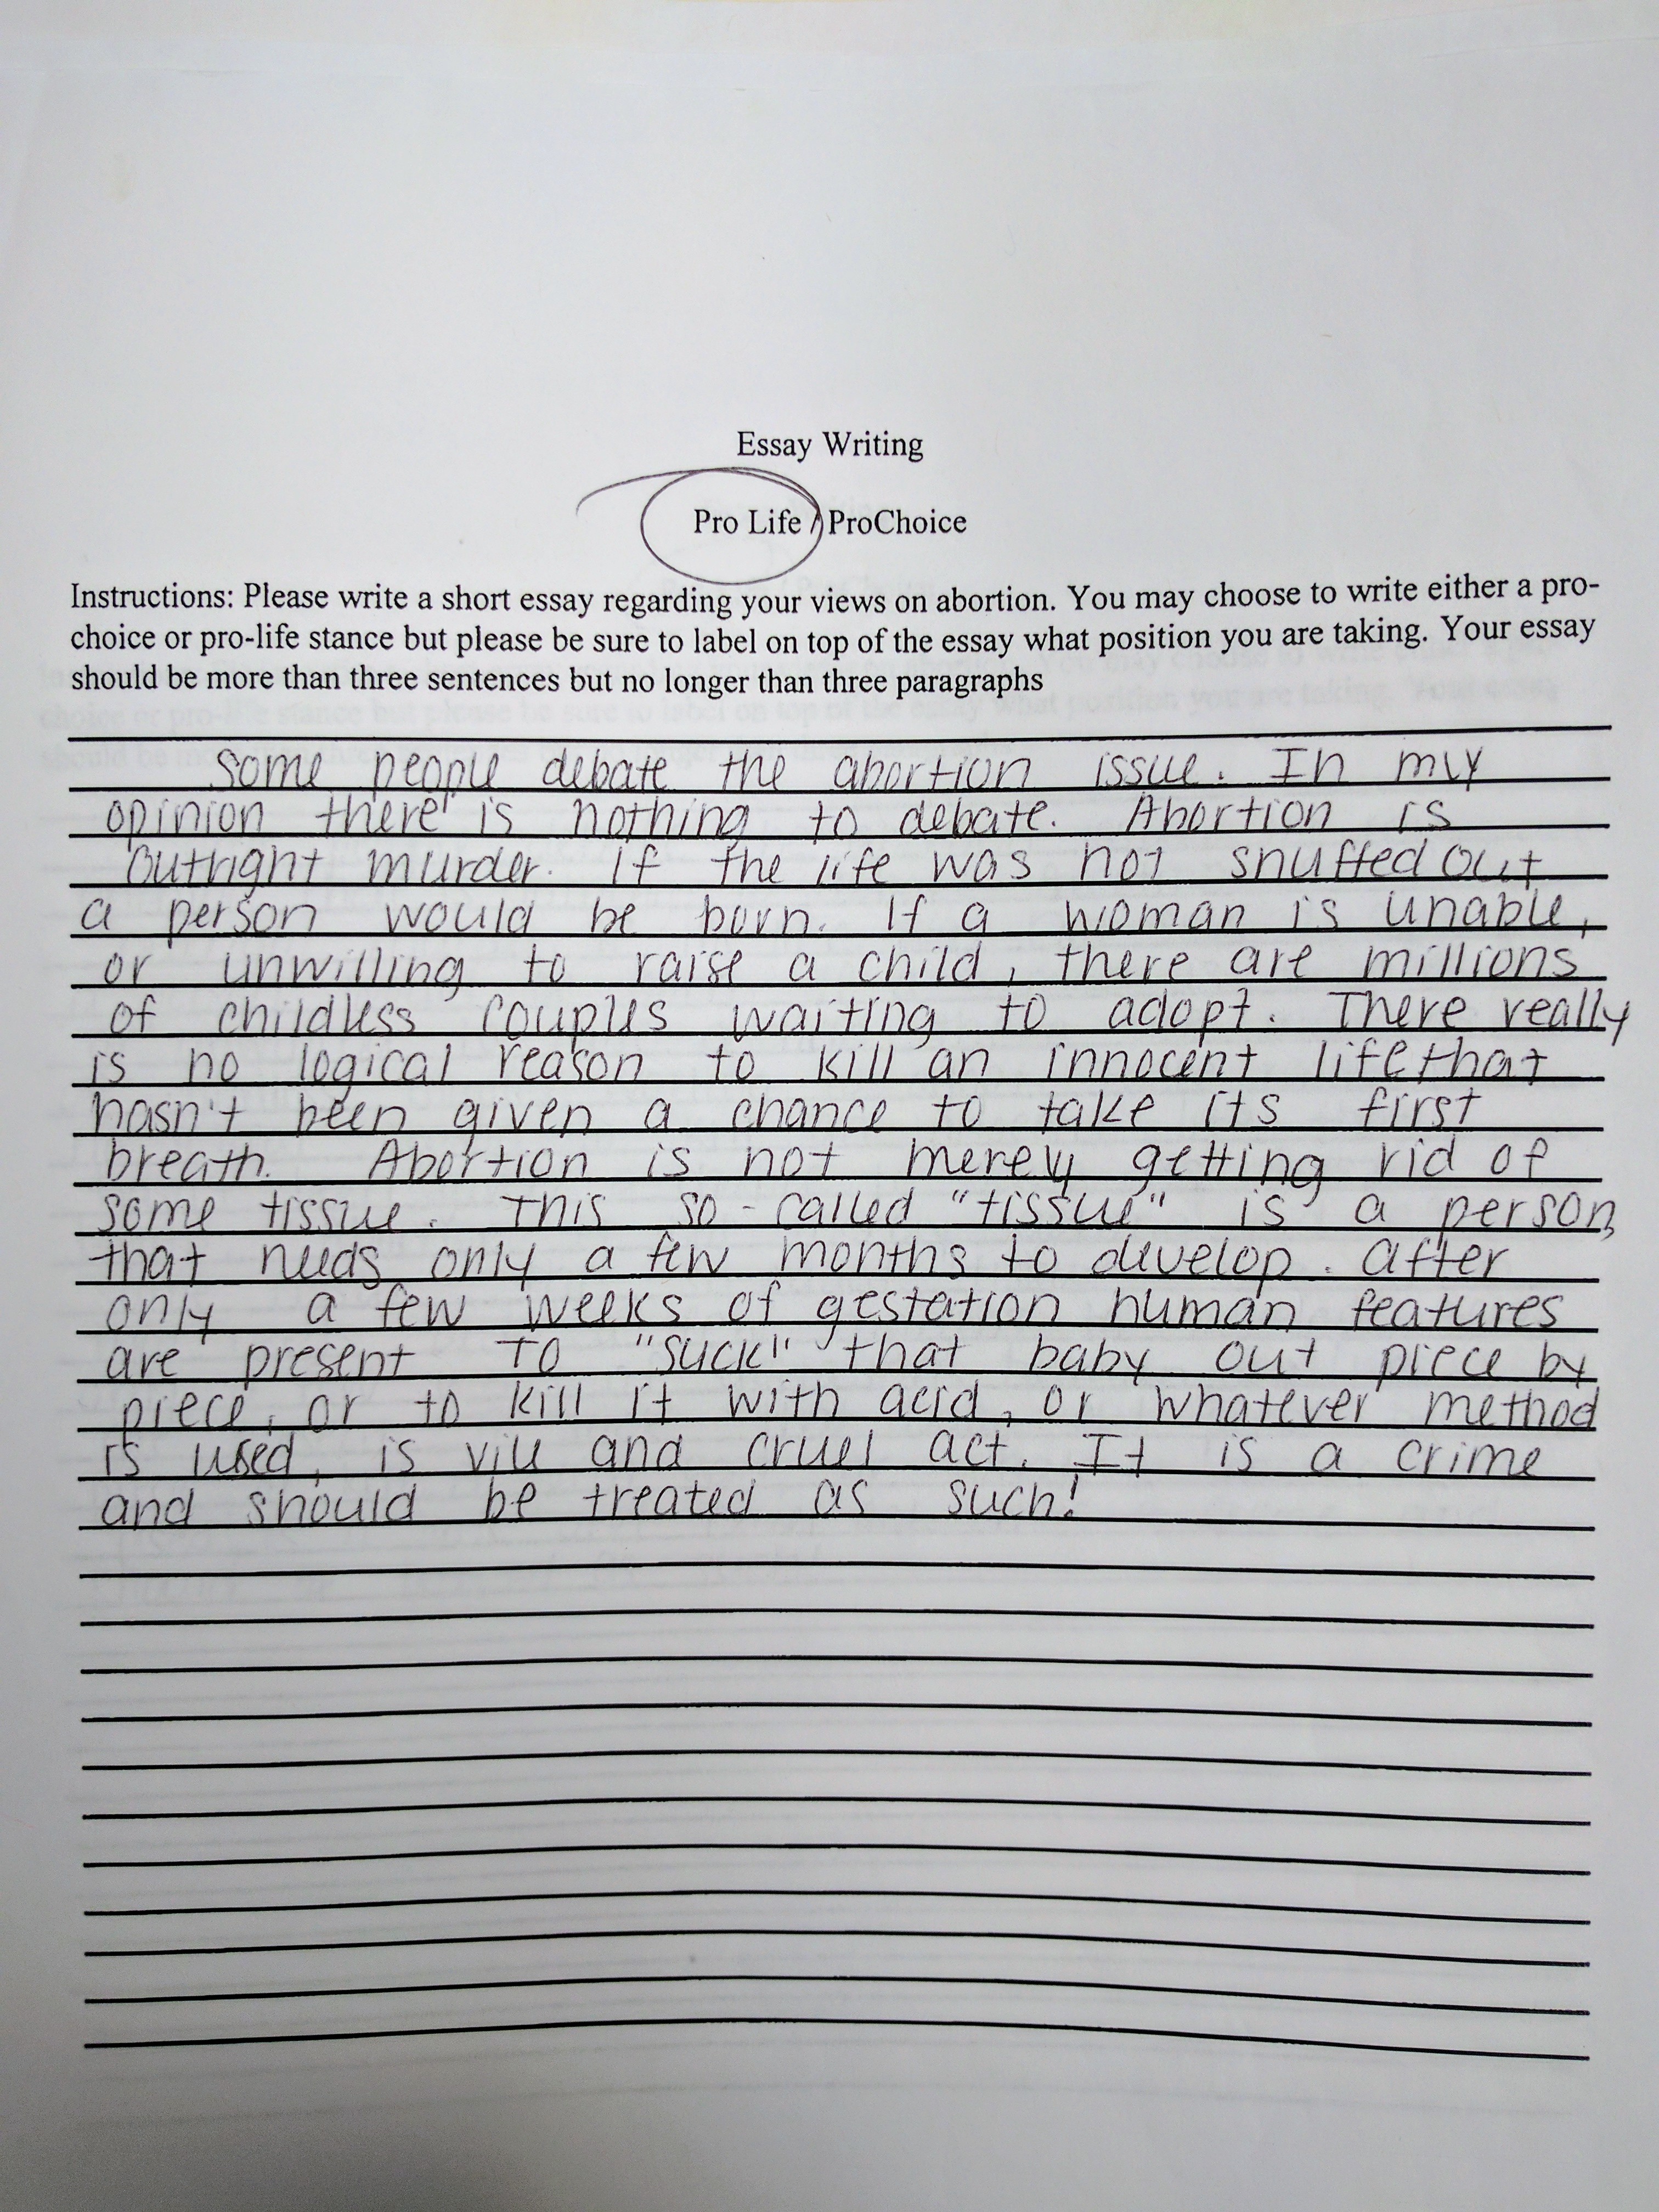 Essay Writing
Pro Life / ProChoice
Instructions: Please write a short essay regarding your views on abortion. You may choose to write either a pro-
choice or pro-life stance but please be sure to label on top of the essay what position you are taking. Your essay
should be more than three sentences but no longer than three paragraphs
Some people debate the abortion issue. In my
opinion there is nothing to debate. Abortion is
outright murder. If the life was not snuffed out
a person would be born. If a woman is unable,
or unwilling to raise a child, there are millions
of childless couples waiting to adopt. There really
is no logical reason to kill an innocent life that
hasn't been given a chance to take its first
breath. Abortion is not merely getting rid of
some tissue. This so-called "tissue" is a person,
that needs only a few months to develop. After
only a few weeks of gestation human features
are present To "suck" that baby out piece by
piece, or to kill it with acid, or whatever method
is used, is vile and cruel act. It is a crime
and should be treated as such!